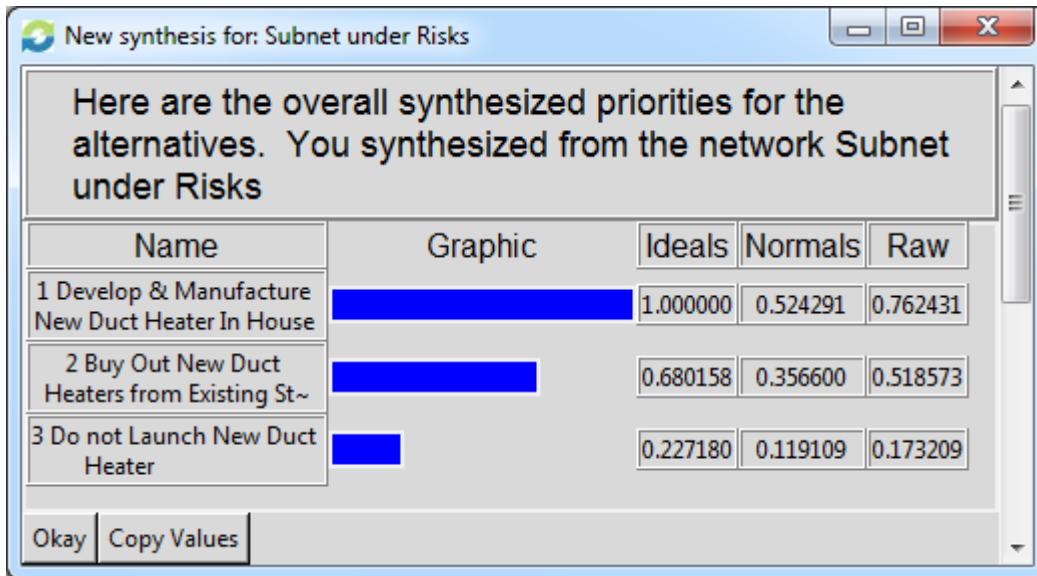 New synthesis for: Subnet under Risks
Here are the overall synthesized priorities for the
alternatives.  You synthesized from the network Subnet
under Risks
Name Graphic Ideals Normals Raw
1 Develop & Manufacture
New Duct Heater In House
1.000000 0.524291 0.762431
2 Buy Out New Duct
Heaters from Existing St~
0.680158 0.356600 0.518573
3 Do not Launch New Duct
Heater
0.227180 0.119109 0.173209
Okay Copy Values